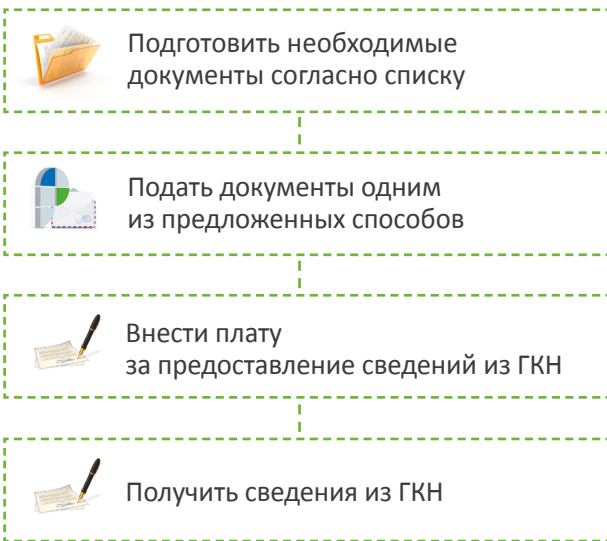 Подготовить необходимые
документы согласно списку
Подать документы одним
из предложенных способов
Внести плату
за предоставление сведений из ГКН
Получить сведения из ГКН